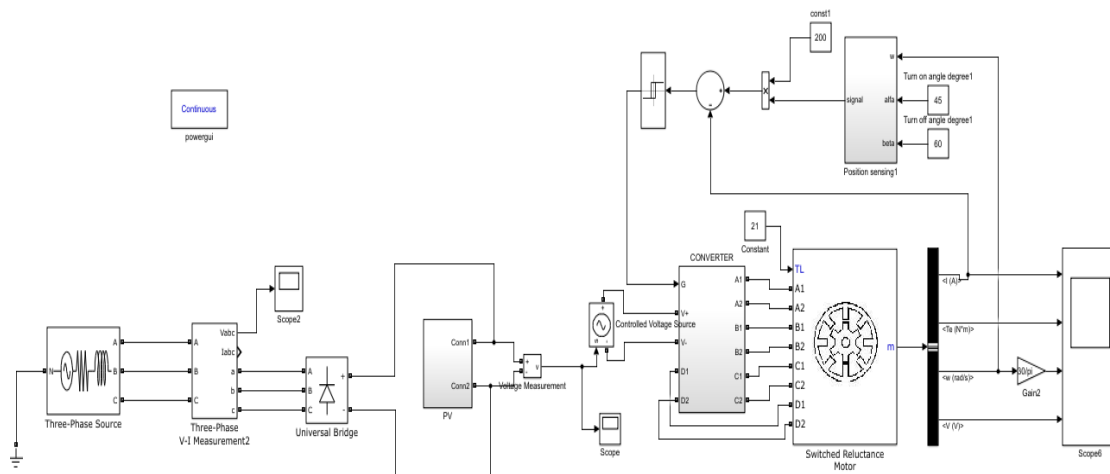 const1
200
Continuous
powergui
w
Turn on angle degree1
alfa
45
signal
Turn off angle degree1
beta
60
Position sensing1
+
-
x
21
Constant
CONVERTER
TL
G
A1
A1
A2
A2
B1
B1
B2
B2
C1
C1
C2
C2
D1
D1
D2
D2
V+
V-
m
Switched Reluctance
Motor
<I (A)>
<Te (N*m)>
<w (rad/s)>
<V (V)>
30/pi
Gain2
Scope6
Scope2
Vabc
Iabc
A
B
C
a
b
c
Three-Phase
V-I Measurement2
N
A
B
C
Three-Phase Source
A
B
C
+
-
Universal Bridge
Conn1
Conn2
PV
+
-
v
Voltage Measurement
Scope
+
-
Controlled Voltage Source